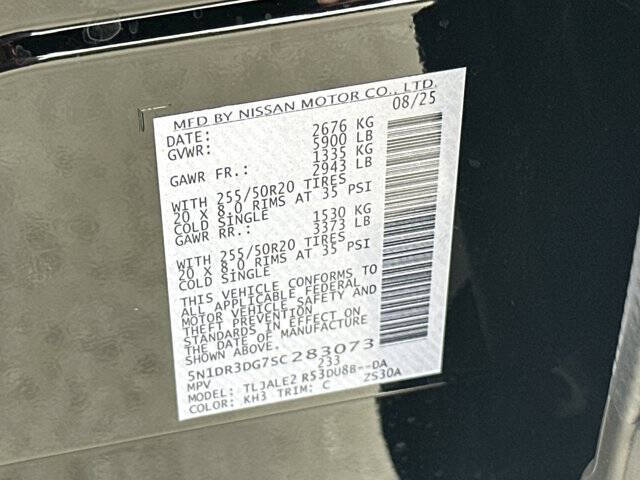 MFD BY NISSAN MOTOR CO., LTD.
DATE: 08/25
GVWR: 2676 KG
5900 LB
GAWR FR.: 1335 KG
2943 LB
WITH 255/50R20 TIRES
20 X 8.0 RIMS AT 35 PSI
COLD SINGLE
GAWR RR.: 1530 KG
3373 LB
WITH 255/50R20 TIRES
20 X 8.0 RIMS AT 35 PSI
COLD SINGLE
THIS VEHICLE CONFORMS TO
ALL APPLICABLE FEDERAL
MOTOR VEHICLE SAFETY AND
THEFT PREVENTION
STANDARDS IN EFFECT ON
THE DATE OF MANUFACTURE
SHOWN ABOVE.
5N1DR3DG7SC283073
MPV 233
MODEL: TLJALE2 R53DU8B--DA
COLOR: KH3 TRIM: C ZS30A